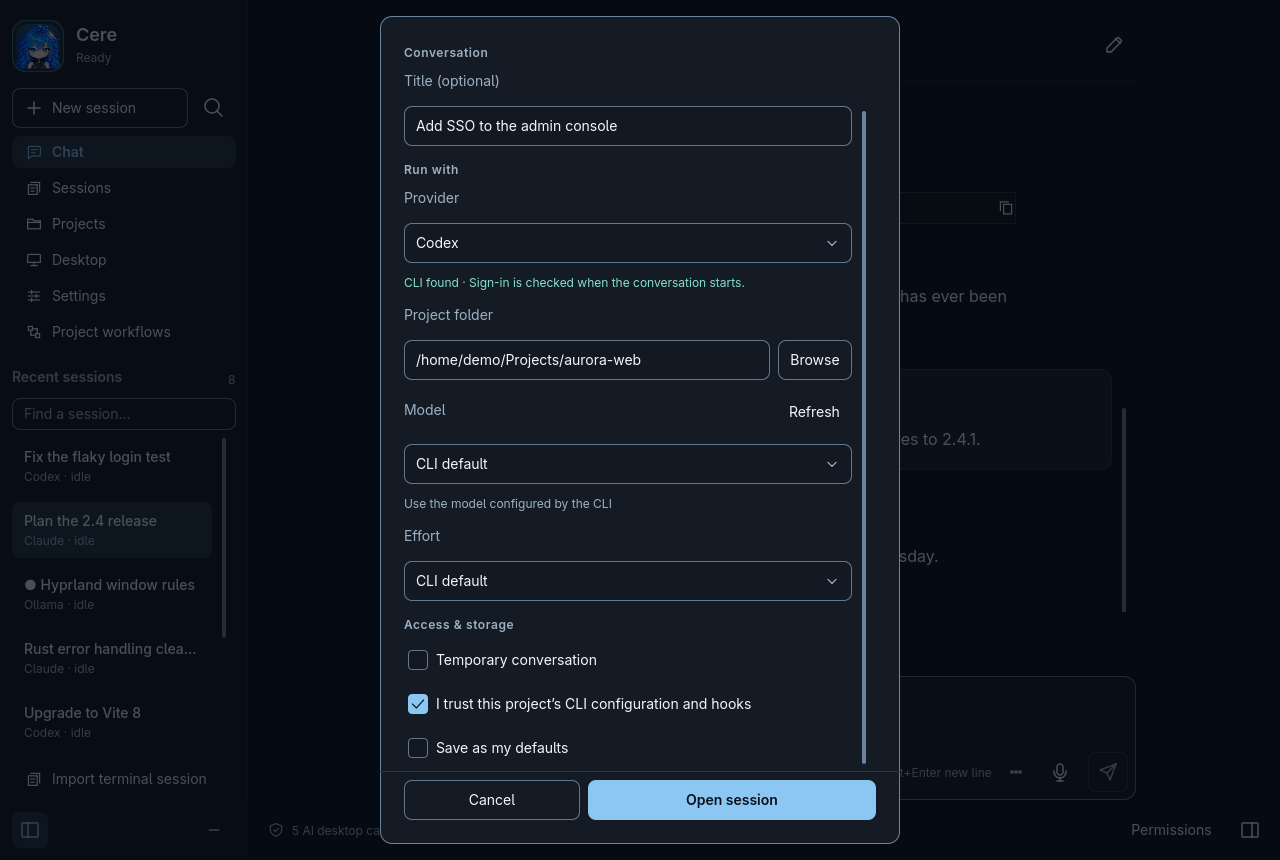 Cere
Ready
New session
Chat
Sessions
Projects
Desktop
Settings
Project workflows
Recent sessions
8
Find a session...
Fix the flaky login test
Codex · idle
Plan the 2.4 release
Claude · idle
Hyprland window rules
Ollama · idle
Rust error handling clea...
Claude · idle
Upgrade to Vite 8
Codex · idle
Import terminal session
Conversation
Title (optional)
Add SSO to the admin console
Run with
Provider
Codex
CLI found · Sign-in is checked when the conversation starts.
Project folder
/home/demo/Projects/aurora-web
Browse
Model
Refresh
CLI default
Use the model configured by the CLI
Effort
CLI default
Access & storage
Temporary conversation
I trust this project’s CLI configuration and hooks
Save as my defaults
Cancel
Open session
has ever been
es to 2.4.1.
sday.
t+Enter new line
5 AI desktop ca
Permissions